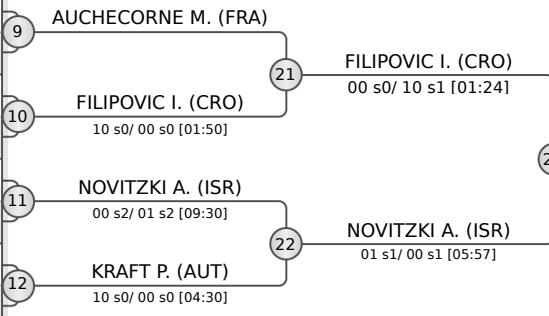 9
AUCHECORNE M. (FRA)
21
FILIPOVIC I. (CRO)
00 s0/ 10 s1 [01:24]
10
FILIPOVIC I. (CRO)
10 s0/ 00 s0 [01:50]
11
NOVITZKI A. (ISR)
00 s2/ 01 s2 [09:30]
22
NOVITZKI A. (ISR)
01 s1/ 00 s1 [05:57]
12
KRAFT P. (AUT)
10 s0/ 00 s0 [04:30]